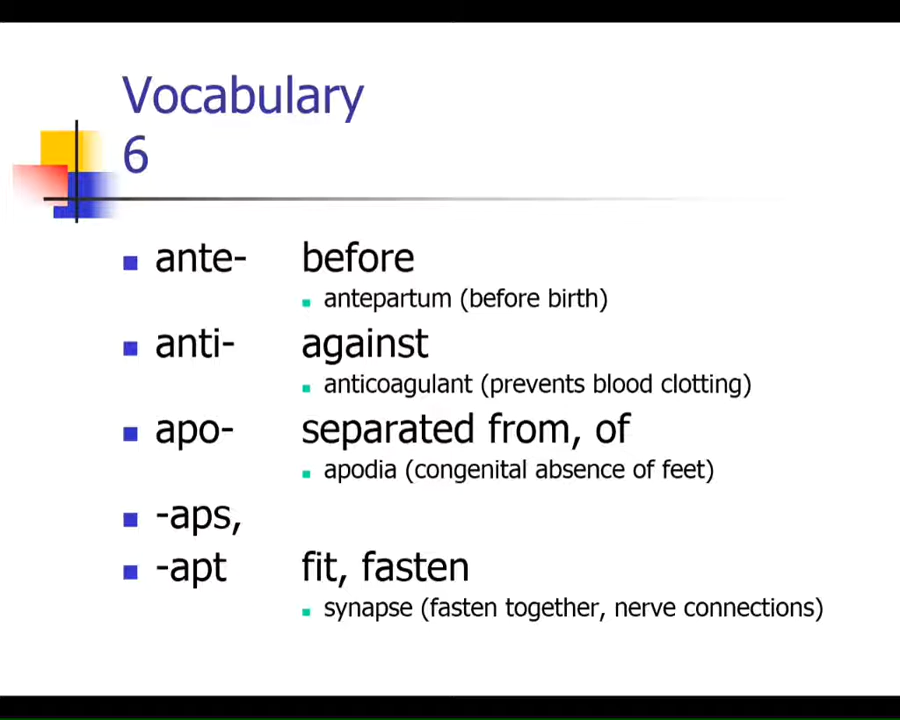 Vocabulary
6
ante- before
antepartum (before birth)
anti- against
anticoagulant (prevents blood clotting)
apo- separated from, of
apodia (congenital absence of feet)
-aps,
-apt fit, fasten
synapse (fasten together, nerve connections)